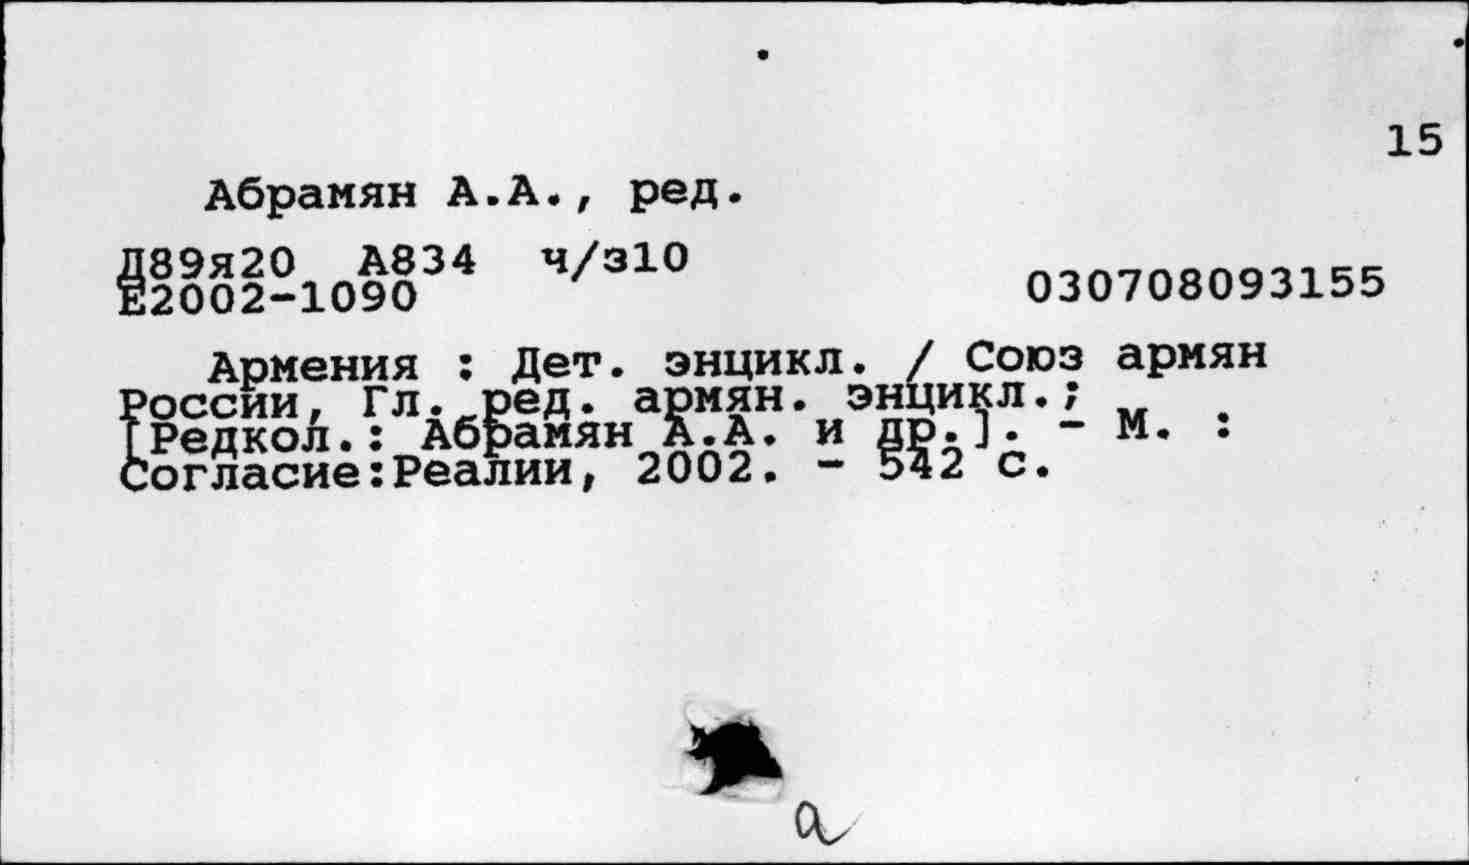 15
Абрамян А.А., ред.
Д89я20 А834 ч/з10
Е2002-1090 030708093155
Армения : Дет. энцикл. / Союз армян
России, Гл. ред. армян. энцикл.;
[Редкол.: Абрамян А.А. и др.]. - М. :
Согласие:Реалии, 2002. - 542 с.
а